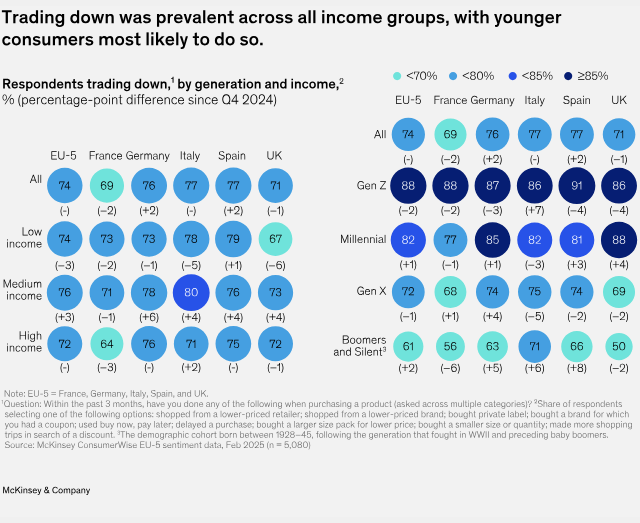 Trading down was prevalent across all income groups, with younger
consumers most likely to do so.
Respondents trading down,¹ by generation and income,²
% (percentage-point difference since Q4 2024)
EU-5 France Germany Italy Spain UK
All 74 69 76 77 77 71
(-) (−2) (+2) (-) (+2) (−1)
Low income 74 73 73 78 79 67
(−3) (−2) (−1) (−5) (+1) (−6)
Medium income 76 71 78 80 76 73
(+3) (−1) (+6) (+4) (+4) (+4)
High income 72 64 76 71 75 72
(-) (−3) (-) (+2) (-) (−1)
<70% <80% <85% ≥85%
EU-5 France Germany Italy Spain UK
All 74 69 76 77 77 71
(-) (−2) (+2) (-) (+2) (−1)
Gen Z 88 88 87 86 91 86
(−2) (−2) (−3) (+7) (−4) (−4)
Millennial 82 77 85 82 81 88
(+1) (−1) (+1) (−3) (+3) (+4)
Gen X 72 68 74 75 74 69
(−1) (+1) (+4) (−5) (−2) (−2)
Boomers and Silent³ 61 56 63 71 66 50
(+2) (−6) (+5) (+6) (+8) (−2)
Note: EU-5 = France, Germany, Italy, Spain, and UK.
¹Question: Within the past 3 months, have you done any of the following when purchasing a product (asked across multiple categories)? ²Share of respondents
selecting one of the following options: shopped from a lower-priced retailer; shopped from a lower-priced brand; bought private label; bought a brand for which
you had a coupon; used buy now, pay later; delayed a purchase; bought a larger size pack for lower price; bought a smaller size or quantity; made more shopping
trips in search of a discount. ³The demographic cohort born between 1928–45, following the generation that fought in WWII and preceding baby boomers.
Source: McKinsey ConsumerWise EU-5 sentiment data, Feb 2025 (n = 5,080)
McKinsey & Company